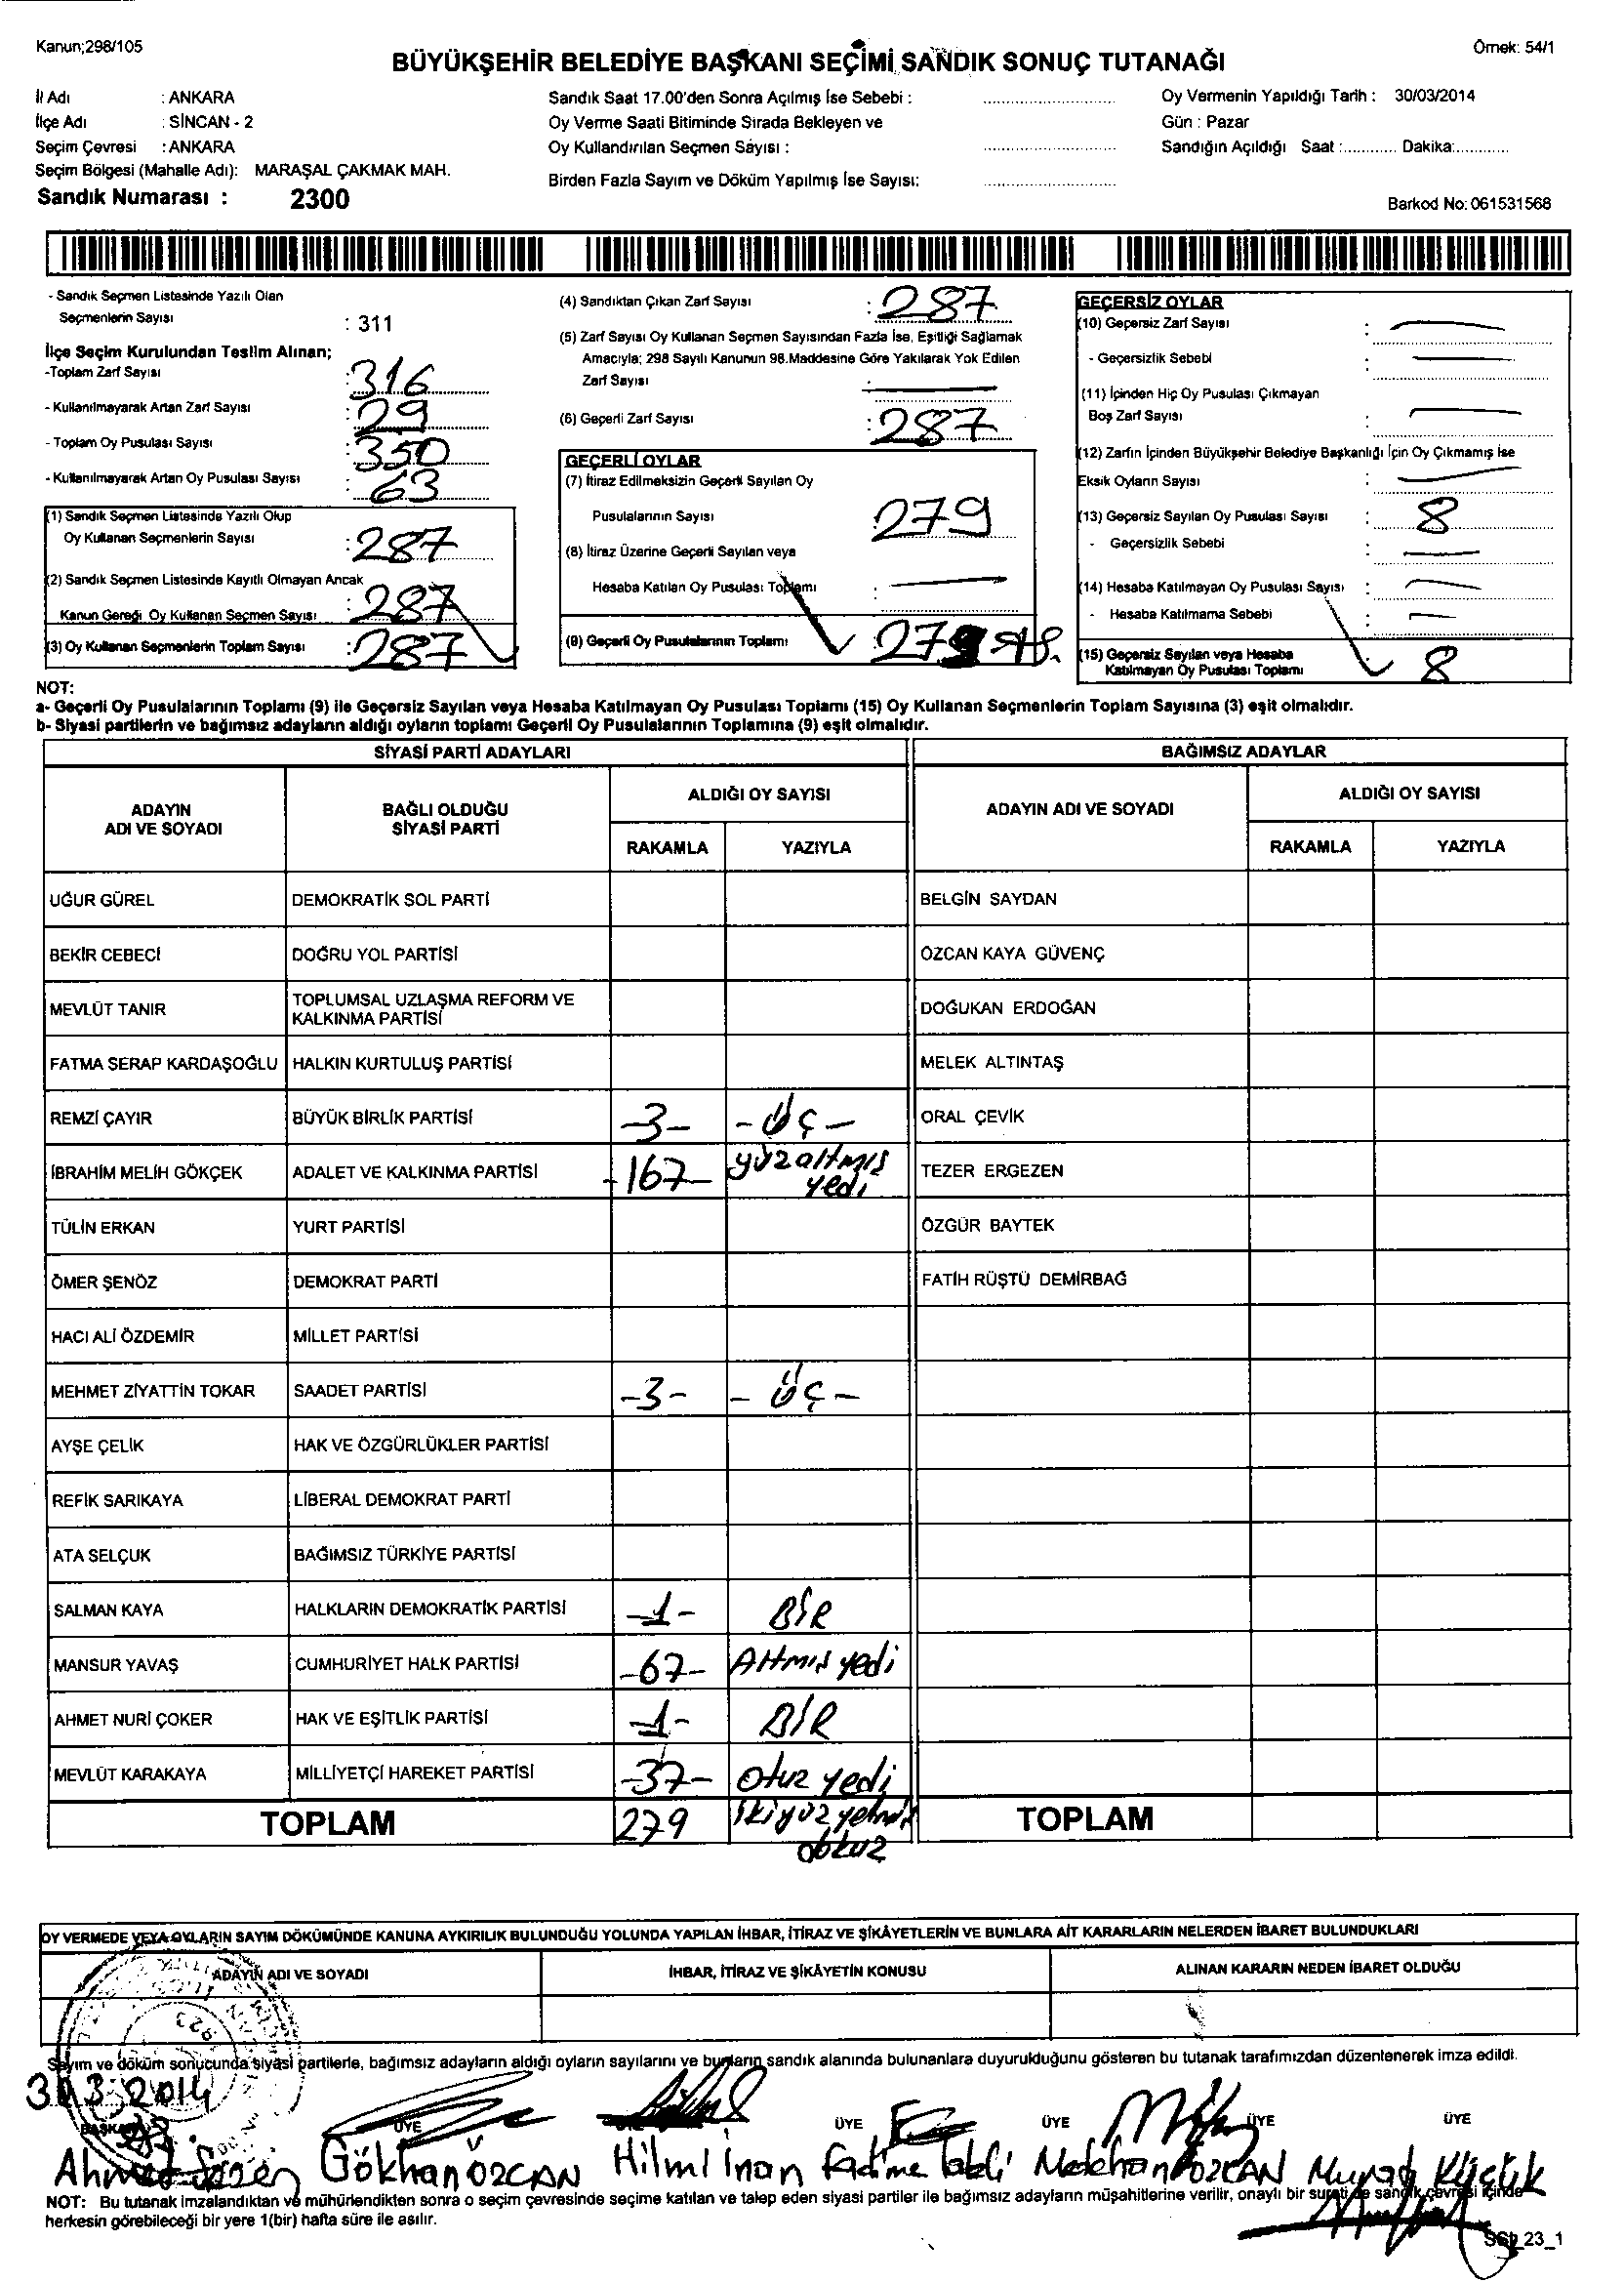 Kanun;298/105
Örnek: 54/1
BÜYÜKŞEHİR BELEDİYE BAŞKANI SEÇİMİ SANDIK SONUÇ TUTANAĞI
İl Adı : ANKARA
İlçe Adı : SİNCAN - 2
Seçim Çevresi : ANKARA
Seçim Bölgesi (Mahalle Adı): MARAŞAL ÇAKMAK MAH.
Sandık Numarası : 2300
Sandık Saat 17.00'den Sonra Açılmış İse Sebebi :
Oy Verme Saati Bitiminde Sırada Bekleyen ve
Oy Kullandırılan Seçmen Sayısı :
Birden Fazla Sayım ve Döküm Yapılmış İse Sayısı:
Oy Vermenin Yapıldığı Tarih : 30/03/2014
Gün : Pazar
Sandığın Açıldığı Saat :............ Dakika:............
Barkod No: 061531568
- Sandık Seçmen Listesinde Yazılı Olan
Seçmenlerin Sayısı : 311
İlçe Seçim Kurulundan Teslim Alınan;
-Toplam Zarf Sayısı : 316
- Kullanılmayarak Artan Zarf Sayısı : 29
- Toplam Oy Pusulası Sayısı : 350
- Kullanılmayarak Artan Oy Pusulası Sayısı : 63
(1) Sandık Seçmen Listesinde Yazılı Olup
Oy Kullanan Seçmenlerin Sayısı : 287
(2) Sandık Seçmen Listesinde Kayıtlı Olmayan Ancak
Kanun Gereği Oy Kullanan Seçmen Sayısı : 287
(3) Oy Kullanan Seçmenlerin Toplam Sayısı : 287
(4) Sandıktan Çıkan Zarf Sayısı : 287
(5) Zarf Sayısı Oy Kullanan Seçmen Sayısından Fazla İse, Eşitliği Sağlamak
Amacıyla; 298 Sayılı Kanunun 98.Maddesine Göre Yakılarak Yok Edilen
Zarf Sayısı : —
(6) Geçerli Zarf Sayısı : 287
GEÇERLİ OYLAR
(7) İtiraz Edilmeksizin Geçerli Sayılan Oy
Pusulalarının Sayısı : 279
(8) İtiraz Üzerine Geçerli Sayılan veya
Hesaba Katılan Oy Pusulası Toplamı : —
(9) Geçerli Oy Pusulalarının Toplamı 279
GEÇERSİZ OYLAR
(10) Geçersiz Zarf Sayısı : —
- Geçersizlik Sebebi : —
(11) İçinden Hiç Oy Pusulası Çıkmayan
Boş Zarf Sayısı : —
(12) Zarfın İçinden Büyükşehir Belediye Başkanlığı İçin Oy Çıkmamış İse
Eksik Oyların Sayısı : —
(13) Geçersiz Sayılan Oy Pusulası Sayısı : 8
- Geçersizlik Sebebi : —
(14) Hesaba Katılmayan Oy Pusulası Sayısı : —
- Hesaba Katılmama Sebebi : —
(15) Geçersiz Sayılan veya Hesaba
Katılmayan Oy Pusulası Toplamı 8
NOT:
a- Geçerli Oy Pusulalarının Toplamı (9) ile Geçersiz Sayılan veya Hesaba Katılmayan Oy Pusulası Toplamı (15) Oy Kullanan Seçmenlerin Toplam Sayısına (3) eşit olmalıdır.
b- Siyasi partilerin ve bağımsız adayların aldığı oyların toplamı Geçerli Oy Pusulalarının Toplamına (9) eşit olmalıdır.
SİYASİ PARTİ ADAYLARI
BAĞIMSIZ ADAYLAR
ADAYIN ADI VE SOYADI
BAĞLI OLDUĞU SİYASİ PARTİ
ALDIĞI OY SAYISI
RAKAMLA YAZIYLA
ADAYIN ADI VE SOYADI
ALDIĞI OY SAYISI
RAKAMLA YAZIYLA
UĞUR GÜREL DEMOKRATİK SOL PARTİ BELGİN SAYDAN
BEKİR CEBECİ DOĞRU YOL PARTİSİ ÖZCAN KAYA GÜVENÇ
MEVLÜT TANIR TOPLUMSAL UZLAŞMA REFORM VE KALKINMA PARTİSİ DOĞUKAN ERDOĞAN
FATMA SERAP KARDAŞOĞLU HALKIN KURTULUŞ PARTİSİ MELEK ALTINTAŞ
REMZİ ÇAYIR BÜYÜK BİRLİK PARTİSİ -3- - üç - ORAL ÇEVİK
İBRAHİM MELİH GÖKÇEK ADALET VE KALKINMA PARTİSİ -167- yüzaltmış yedi TEZER ERGEZEN
TÜLİN ERKAN YURT PARTİSİ ÖZGÜR BAYTEK
ÖMER ŞENÖZ DEMOKRAT PARTİ FATİH RÜŞTÜ DEMİRBAĞ
HACI ALİ ÖZDEMİR MİLLET PARTİSİ
MEHMET ZİYATTİN TOKAR SAADET PARTİSİ -3- - üç -
AYŞE ÇELİK HAK VE ÖZGÜRLÜKLER PARTİSİ
REFİK SARIKAYA LİBERAL DEMOKRAT PARTİ
ATA SELÇUK BAĞIMSIZ TÜRKİYE PARTİSİ
SALMAN KAYA HALKLARIN DEMOKRATİK PARTİSİ -1- BİR
MANSUR YAVAŞ CUMHURİYET HALK PARTİSİ -67- Altmış yedi
AHMET NURİ ÇOKER HAK VE EŞİTLİK PARTİSİ -1- BİR
MEVLÜT KARAKAYA MİLLİYETÇİ HAREKET PARTİSİ -37- otuz yedi
TOPLAM 279 ikiyüz yetmiş dokuz TOPLAM
OY VERMEDE VEYA OYLARIN SAYIM DÖKÜMÜNDE KANUNA AYKIRILIK BULUNDUĞU YOLUNDA YAPILAN İHBAR, İTİRAZ VE ŞİKÂYETLERİN VE BUNLARA AİT KARARLARIN NELERDEN İBARET BULUNDUKLARI
ADAYIN ADI VE SOYADI
İHBAR, İTİRAZ VE ŞİKÂYETİN KONUSU
ALINAN KARARIN NEDEN İBARET OLDUĞU
Sayım ve döküm sonucunda siyasi partilerle, bağımsız adayların aldığı oyların sayılarını ve bunların sandık alanında bulunanlara duyurulduğunu gösteren bu tutanak tarafımızdan düzenlenerek imza edildi.
30.3.2014
BAŞKAN ÜYE ÜYE ÜYE ÜYE ÜYE ÜYE
Ahmet Gökhan ÖZCAN Hilmi İnan Fadime Melehan ÖZCAN Murat Küçük
NOT: Bu tutanak imzalandıktan ve mühürlendikten sonra o seçim çevresinde seçime katılan ve talep eden siyasi partiler ile bağımsız adayların müşahitlerine verilir, onaylı bir sureti de sandık çevresi içinde
herkesin görebileceği bir yere 1(bir) hafta süre ile asılır.
23_1